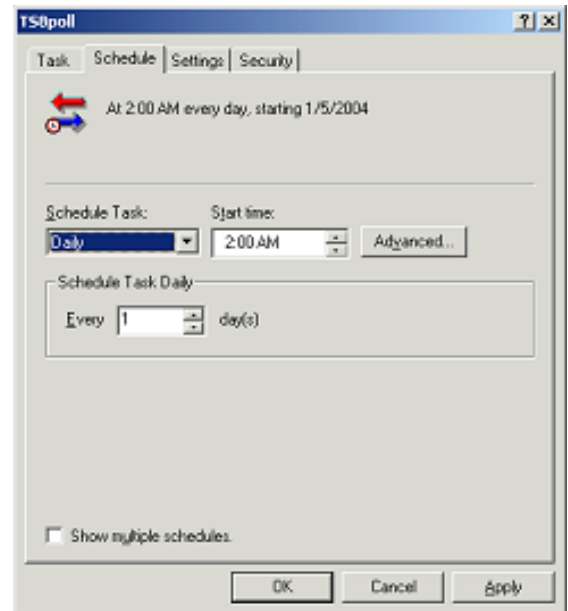 TSBpoll
Task Schedule Settings Security
At 2:00 AM every day, starting 1/5/2004
Schedule Task: Start time:
Daily 2:00 AM Advanced...
Schedule Task Daily
Every 1 day(s)
Show multiple schedules.
OK Cancel Apply